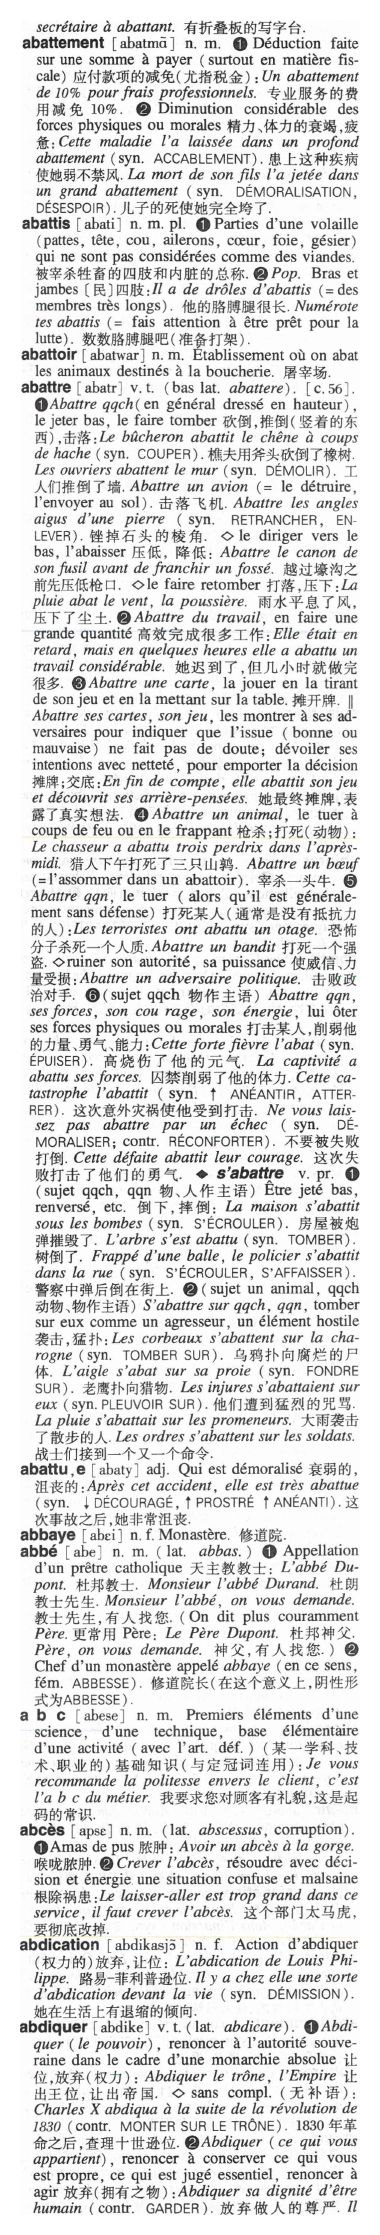 secrétaire à abattant. 有折叠板的写字台.
abattement [abatmɑ̃] n. m. ❶ Déduction faite
sur une somme à payer (surtout en matière fis-
cale) 应付款项的减免(尤指税金): Un abattement
de 10% pour frais professionnels. 专业服务的费
用减免 10%. ❷ Diminution considérable des
forces physiques ou morales 精力、体力的衰竭,疲
惫: Cette maladie l'a laissée dans un profond
abattement (syn. ACCABLEMENT). 患上这种疾病
使她弱不禁风. La mort de son fils l'a jetée dans
un grand abattement (syn. DÉMORALISATION,
DÉSESPOIR). 儿子的死使她完全垮了.
abattis [abati] n. m. pl. ❶ Parties d'une volaille
(pattes, tête, cou, ailerons, cœur, foie, gésier)
qui ne sont pas considérées comme des viandes.
被宰杀牲畜的四肢和内脏的总称. ❷ Pop. Bras et
jambes [民]四肢: Il a de drôles d'abattis (= des
membres très longs). 他的胳膊腿很长. Numérote
tes abattis (= fais attention à être prêt pour la
lutte). 数数胳膊腿吧(准备打架).
abattoir [abatwar] n. m. Établissement où on abat
les animaux destinés à la boucherie. 屠宰场.
abattre [abatr] v. t. (bas lat. abattere). [c. 56].
❶ Abattre qqch (en général dressé en hauteur),
le jeter bas, le faire tomber 砍倒,推倒(竖着的东
西),击落: Le bûcheron abattit le chêne à coups
de hache (syn. COUPER). 樵夫用斧头砍倒了橡树.
Les ouvriers abattent le mur (syn. DÉMOLIR). 工
人们推倒了墙. Abattre un avion (= le détruire,
l'envoyer au sol). 击落飞机. Abattre les angles
aigus d'une pierre (syn. RETRANCHER, EN-
LEVER). 锉掉石头的棱角. ◇ le diriger vers le
bas, l'abaisser 压低, 降低: Abattre le canon de
son fusil avant de franchir un fossé. 越过壕沟之
前先压低枪口. ◇ le faire retomber 打落,压下: La
pluie abat le vent, la poussière. 雨水平息了风,
压下了尘土. ❷ Abattre du travail, en faire une
grande quantité 高效完成很多工作: Elle était en
retard, mais en quelques heures elle a abattu un
travail considérable. 她迟到了,但几小时就做完
很多. ❸ Abattre une carte, la jouer en la tirant
de son jeu et en la mettant sur la table. 摊开牌. ‖
Abattre ses cartes, son jeu, les montrer à ses ad-
versaires pour indiquer que l'issue (bonne ou
mauvaise) ne fait pas de doute; dévoiler ses
intentions avec netteté, pour emporter la décision
摊牌;交底: En fin de compte, elle abattit son jeu
et découvrit ses arrière-pensées. 她最终摊牌,表
露了真实想法. ❹ Abattre un animal, le tuer à
coups de feu ou en le frappant 枪杀;打死(动物):
Le chasseur a abattu trois perdrix dans l'après-
midi. 猎人下午打死了三只山鹑. Abattre un bœuf
(= l'assommer dans un abattoir). 宰杀一头牛. ❺
Abattre qqn, le tuer (alors qu'il est générale-
ment sans défense) 打死某人(通常是没有抵抗力
的人): Les terroristes ont abattu un otage. 恐怖
分子杀死一个人质. Abattre un bandit 打死一个强
盗. ◇ ruiner son autorité, sa puissance 使威信、力
量受损: Abattre un adversaire politique. 击败政
治对手. ❻ (sujet qqch 物作主语) Abattre qqn,
ses forces, son cou rage, son énergie, lui ôter
ses forces physiques ou morales 打击某人,削弱他
的力量、勇气、能力: Cette forte fièvre l'abat (syn.
ÉPUISER). 高烧伤了他的元气. La captivité a
abattu ses forces. 囚禁削弱了他的体力. Cette ca-
tastrophe l'abattit (syn. ↑ ANÉANTIR, ATTER-
RER). 这次意外灾祸使他受到打击. Ne vous lais-
sez pas abattre par un échec (syn. DÉ-
MORALISER; contr. RÉCONFORTER). 不要被失败
打倒. Cette défaite abattit leur courage. 这次失
败打击了他们的勇气. ◆ s'abattre v. pr. ❶
(sujet qqch, qqn 物、人作主语) Être jeté bas,
renversé, etc. 倒下,摔倒: La maison s'abattit
sous les bombes (syn. S'ÉCROULER). 房屋被炮
弹摧毁了. L'arbre s'est abattu (syn. TOMBER).
树倒了. Frappé d'une balle, le policier s'abattit
dans la rue (syn. S'ÉCROULER, S'AFFAISSER).
警察中弹后倒在街上. ❷ (sujet un animal, qqch
动物、物作主语) S'abattre sur qqch, qqn, tomber
sur eux comme un agresseur, un élément hostile
袭击,猛扑: Les corbeaux s'abattent sur la cha-
rogne (syn. TOMBER SUR). 乌鸦扑向腐烂的尸
体. L'aigle s'abat sur sa proie (syn. FONDRE
SUR). 老鹰扑向猎物. Les injures s'abattaient sur
eux (syn. PLEUVOIR SUR). 他们遭到猛烈的咒骂.
La pluie s'abattait sur les promeneurs. 大雨袭击
了散步的人. Les ordres s'abattent sur les soldats.
战士们接到一个又一个命令.
abattu,e [abaty] adj. Qui est démoralisé 衰弱的,
沮丧的: Après cet accident, elle est très abattue
(syn. ↓ DÉCOURAGÉ, ↑ PROSTRÉ ↑ ANÉANTI). 这
次事故之后,她非常沮丧.
abbaye [abɛi] n. f. Monastère. 修道院.
abbé [abe] n. m. (lat. abbas.) ❶ Appellation
d'un prêtre catholique 天主教教士: L'abbé Du-
pont. 杜邦教士. Monsieur l'abbé Durand. 杜朗
教士先生. Monsieur l'abbé, on vous demande.
教士先生,有人找您. (On dit plus couramment
Père. 更常用 Père: Le Père Dupont. 杜邦神父.
Père, on vous demande. 神父,有人找您.) ❷
Chef d'un monastère appelé abbaye (en ce sens,
fém. ABBESSE). 修道院长(在这个意义上,阴性形
式为ABBESSE).
a b c [abese] n. m. Premiers éléments d'une
science, d'une technique, base élémentaire
d'une activité (avec l'art. déf.) (某一学科、技
术、职业的)基础知识(与定冠词连用): Je vous
recommande la politesse envers le client, c'est
l'a b c du métier. 我要求您对顾客有礼貌,这是起
码的常识.
abcès [apsɛ] n. m. (lat. abscessus, corruption).
❶ Amas de pus 脓肿: Avoir un abcès à la gorge.
喉咙脓肿. ❷ Crever l'abcès, résoudre avec déci-
sion et énergie une situation confuse et malsaine
根除祸患: Le laisser-aller est trop grand dans ce
service, il faut crever l'abcès. 这个部门太马虎,
要彻底改掉.
abdication [abdikasjɔ̃] n. f. Action d'abdiquer
(权力的)放弃,让位: L'abdication de Louis Phi-
lippe. 路易-菲利普逊位. Il y a chez elle une sorte
d'abdication devant la vie (syn. DÉMISSION).
她在生活上有退缩的倾向.
abdiquer [abdike] v. t. (lat. abdicare). ❶ Abdi-
quer (le pouvoir), renoncer à l'autorité souve-
raine dans le cadre d'une monarchie absolue 让
位,放弃(权力): Abdiquer le trône, l'Empire 让
出王位,让出帝国. ◇ sans compl. (无补语):
Charles X abdiqua à la suite de la révolution de
1830 (contr. MONTER SUR LE TRÔNE). 1830 年革
命之后,查理十世逊位. ❷ Abdiquer (ce qui vous
appartient), renoncer à conserver ce qui vous
est propre, ce qui est jugé essentiel, renoncer à
agir 放弃(拥有之物): Abdiquer sa dignité d'être
humain (contr. GARDER). 放弃做人的尊严. Il